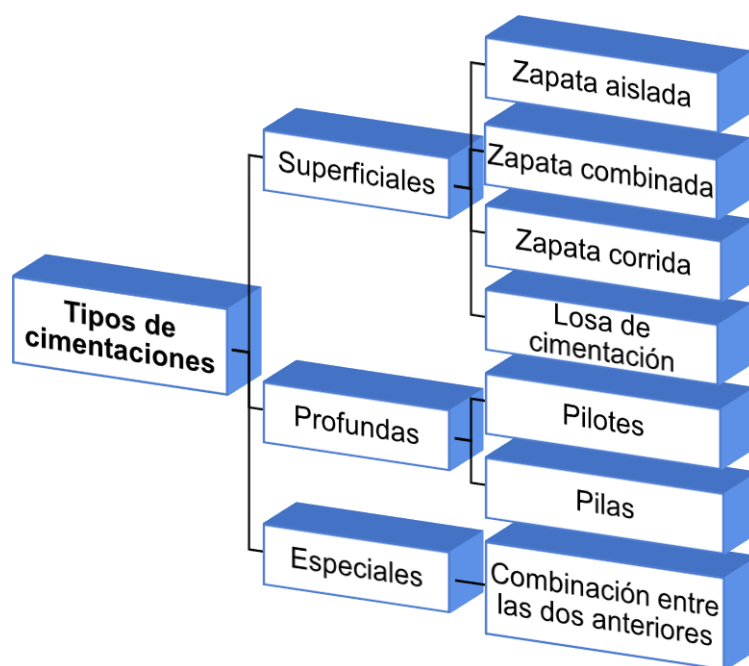 Tipos de
cimentaciones
Superficiales
Zapata aislada
Zapata combinada
Zapata corrida
Losa de
cimentación
Profundas
Pilotes
Pilas
Especiales
Combinación entre
las dos anteriores